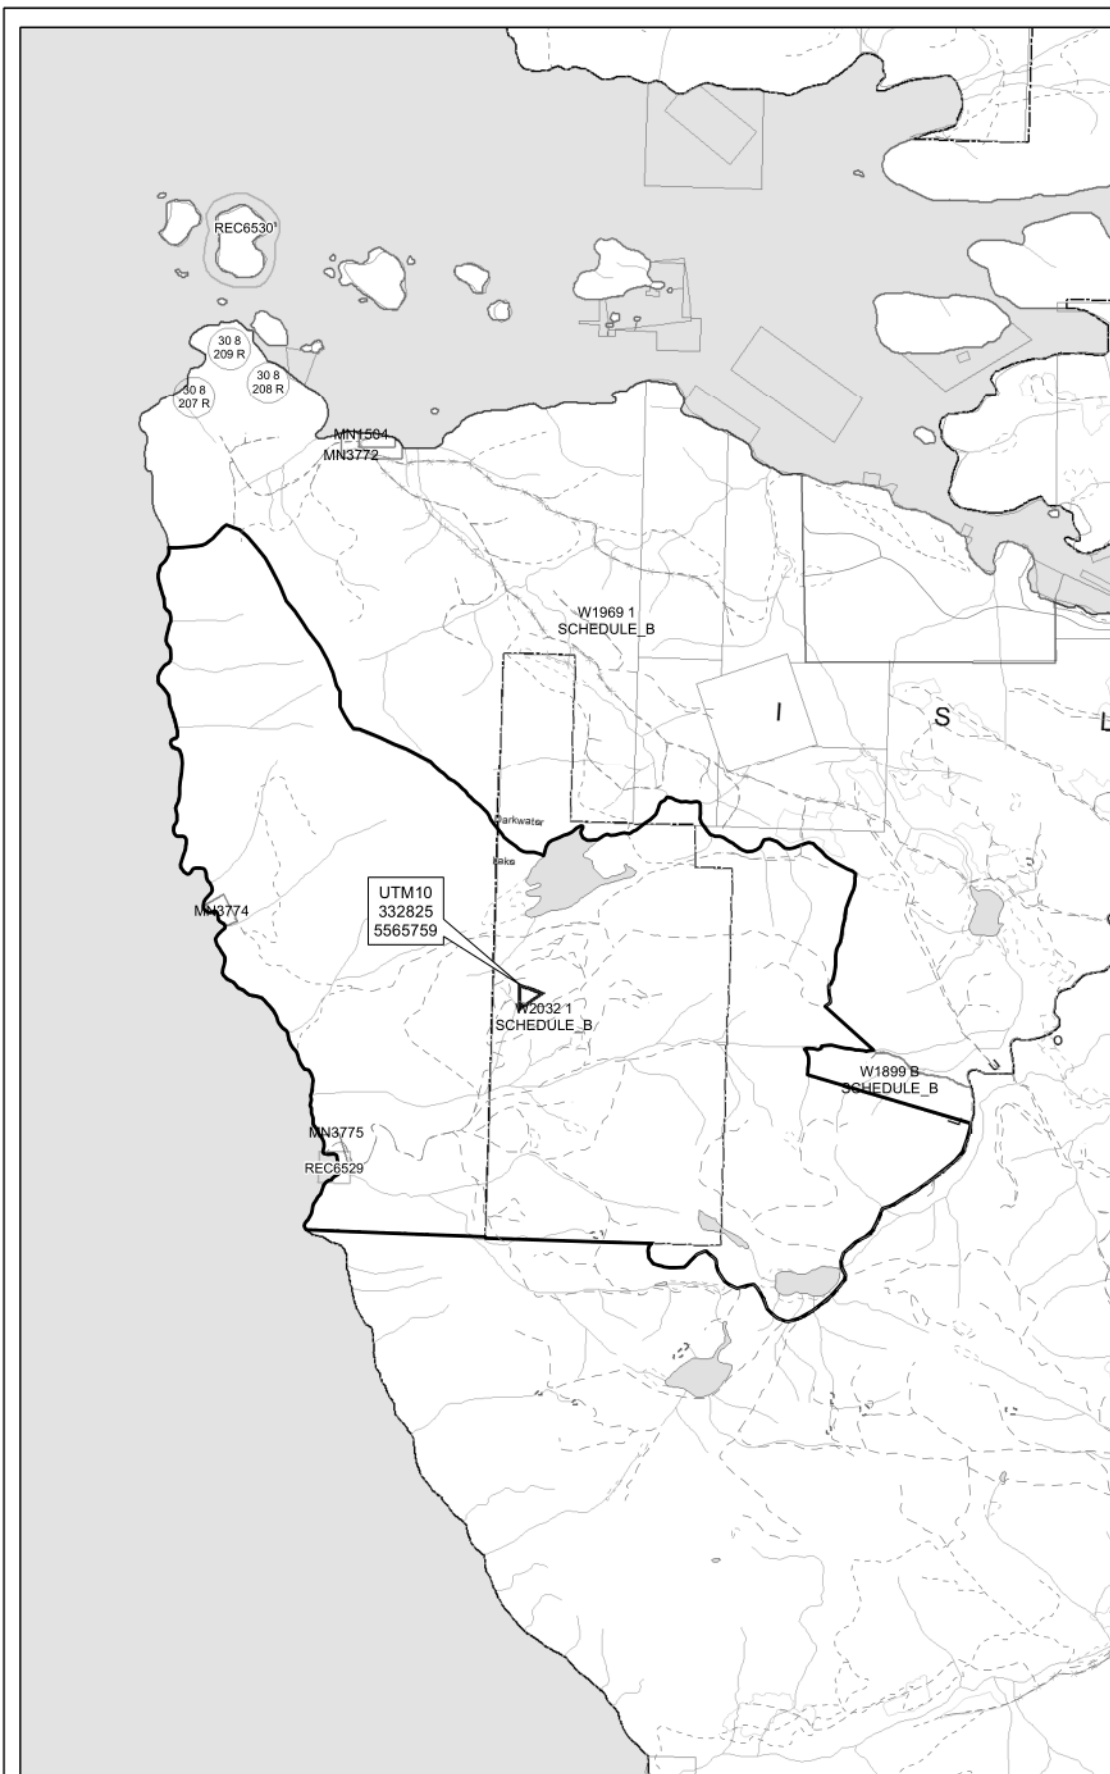 REC6530
30 8
209 R
30 8
208 R
30 8
207 R
MN1504
MN3772
W1969 1
SCHEDULE_B
I S L
Darkwater
Lake
UTM10
332825
5565759
MN3774
W2032 1
SCHEDULE_B
W1899 B
SCHEDULE_B
MN3775
REC6529